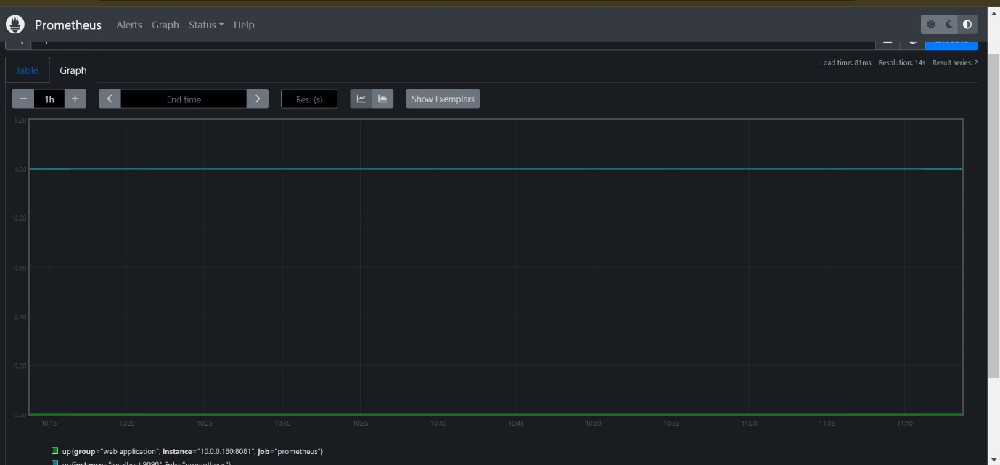 Prometheus Alerts Graph Status Help
Table Graph
Load time: 81ms Resolution: 14s Result series: 2
1h End time Res. (s) Show Exemplars
1.20
1.00
0.80
0.60
0.40
0.20
0.00
10:15 10:20 10:25 10:30 10:35 10:40 10:45 10:50 10:55 11:00 11:05 11:10
up{group="web application", instance="10.0.0.180:8081", job="prometheus"}
up{instance="localhost:9090", job="prometheus"}